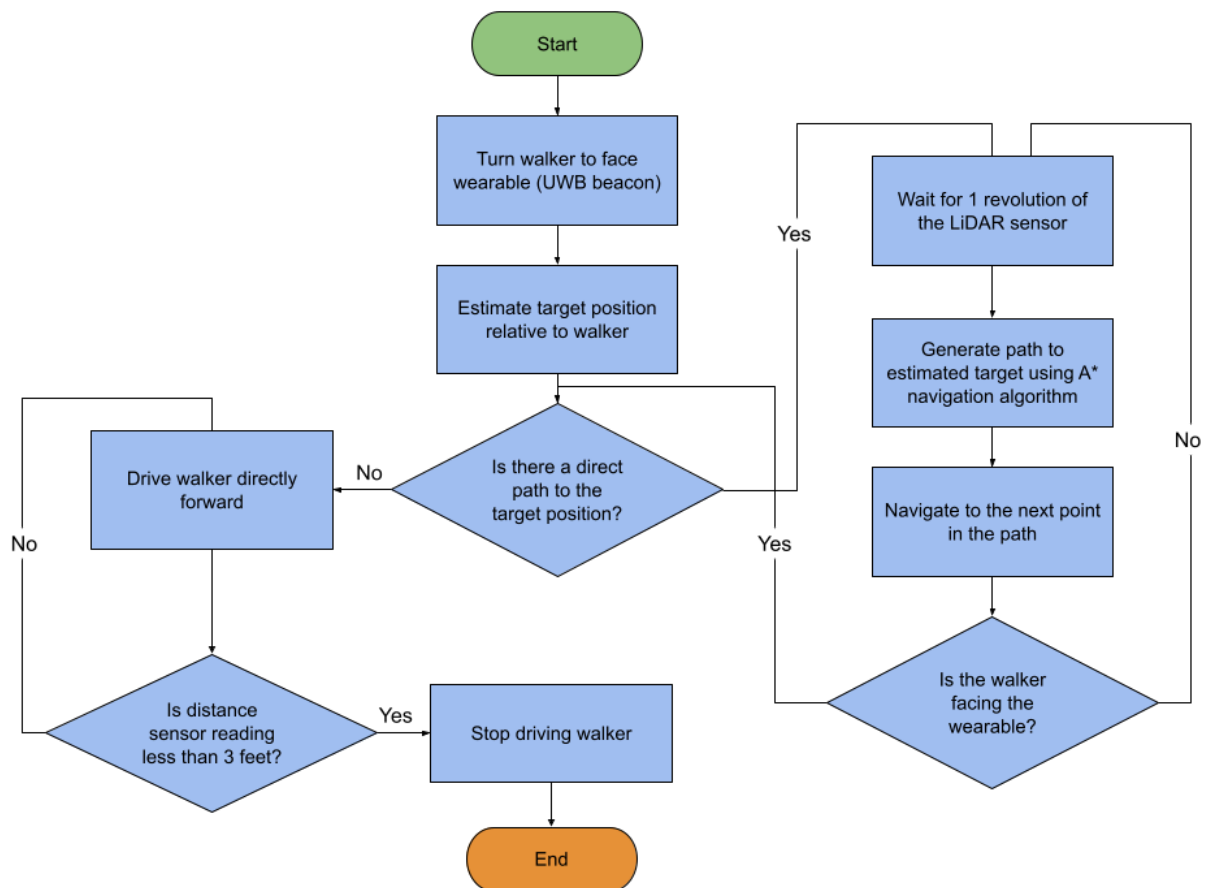 Start
Turn walker to face
wearable (UWB beacon)
Estimate target position
relative to walker
Is there a direct
path to the
target position?
No
Yes
Drive walker directly
forward
No
Is distance
sensor reading
less than 3 feet?
Yes
Stop driving walker
End
Wait for 1 revolution of
the LiDAR sensor
Generate path to
estimated target using A*
navigation algorithm
Navigate to the next point
in the path
Is the walker
facing the
wearable?
Yes
No